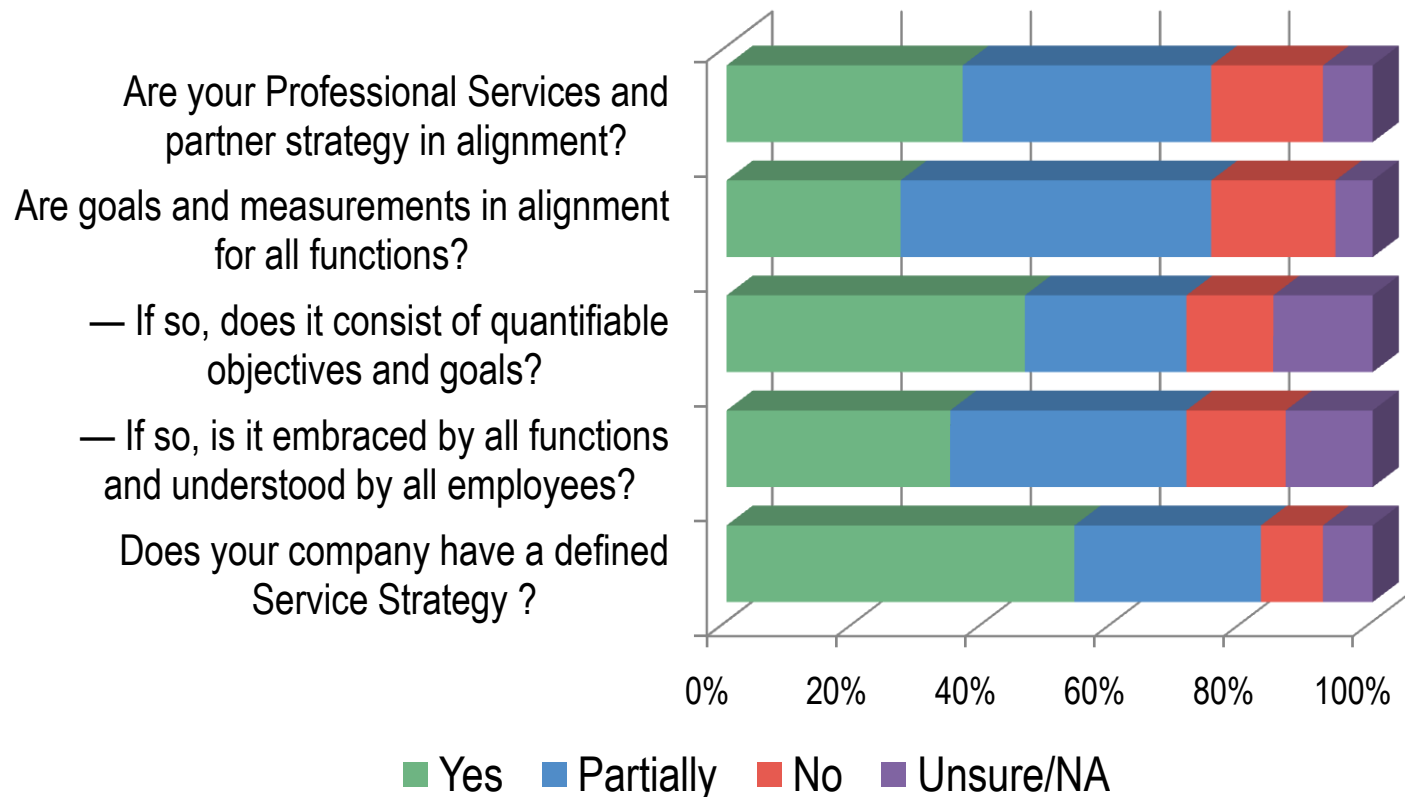 Are your Professional Services and
partner strategy in alignment?
Are goals and measurements in alignment
for all functions?
— If so, does it consist of quantifiable
objectives and goals?
— If so, is it embraced by all functions
and understood by all employees?
Does your company have a defined
Service Strategy ?
0% 20% 40% 60% 80% 100%
Yes Partially No Unsure/NA